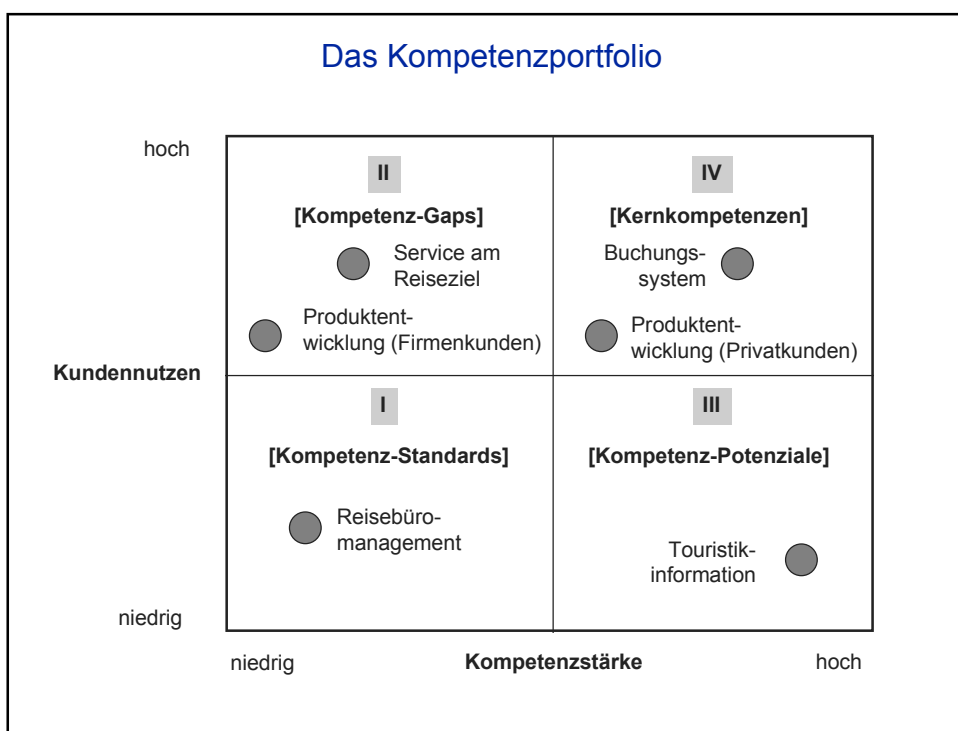 Das Kompetenzportfolio
hoch
II
[Kompetenz-Gaps]
Service am
Reiseziel
Produktent-
wicklung (Firmenkunden)
IV
[Kernkompetenzen]
Buchungs-
system
Produktent-
wicklung (Privatkunden)
Kundennutzen
I
[Kompetenz-Standards]
Reisebüro-
management
III
[Kompetenz-Potenziale]
Touristik-
information
niedrig
niedrig
Kompetenzstärke
hoch